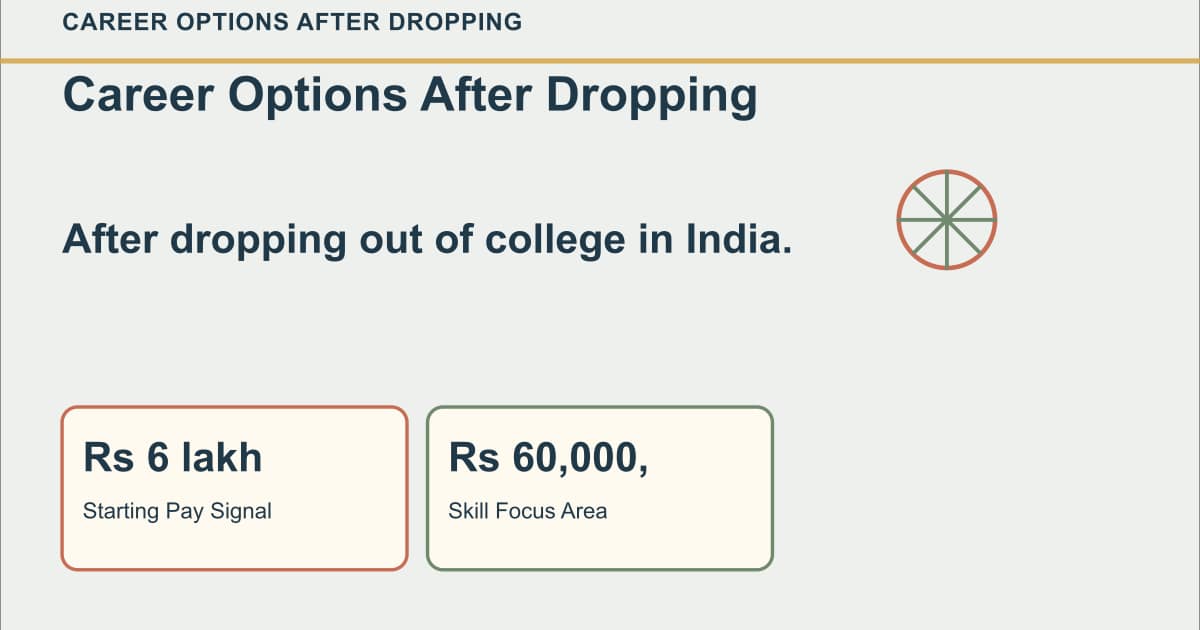 CAREER OPTIONS AFTER DROPPING
Career Options After Dropping
After dropping out of college in India.
Rs 6 lakh
Starting Pay Signal
Rs 60,000,
Skill Focus Area